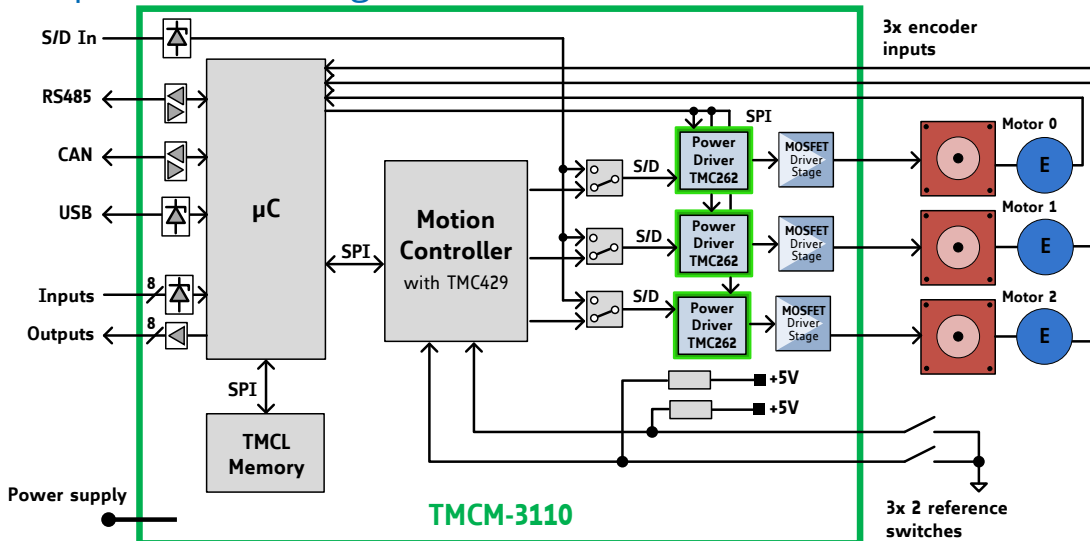 S/D In
3x encoder
inputs
RS485
SPI
Motor 0
Power
Driver
TMC262
MOSFET
Driver
Stage
E
CAN
S/D
µC
Motion
Controller
with TMC429
USB
Motor 1
Power
Driver
TMC262
MOSFET
Driver
Stage
E
S/D
SPI
Inputs
8
Motor 2
S/D
Power
Driver
TMC262
MOSFET
Driver
Stage
E
Outputs
8
+5V
SPI
+5V
TMCL
Memory
Power supply
TMCM-3110
3x 2 reference
switches